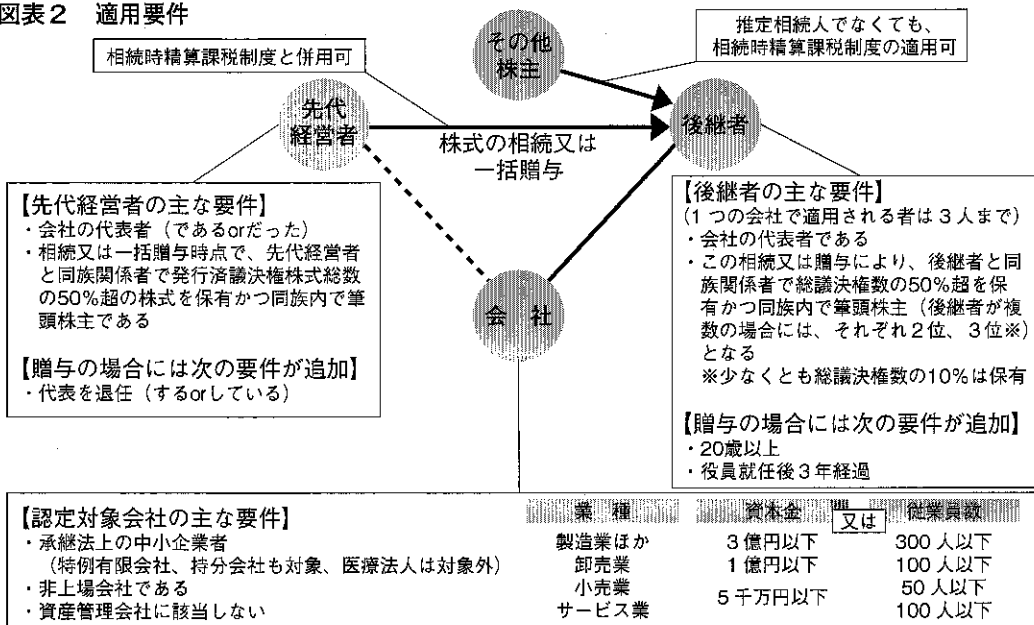 図表2 適用要件
相続時精算課税制度と併用可
その他
株主
推定相続人でなくても、
相続時精算課税制度の適用可
先代
経営者
後継者
株式の相続又は
一括贈与
会 社
【先代経営者の主な要件】
・会社の代表者（であるorだった）
・相続又は一括贈与時点で、先代経営者
と同族関係者で発行済議決権株式総数
の50%超の株式を保有かつ同族内で筆
頭株主である
【贈与の場合には次の要件が追加】
・代表を退任（するorしている）
【後継者の主な要件】
（1つの会社で適用される者は3人まで）
・会社の代表者である
・この相続又は贈与により、後継者と同
族関係者で総議決権数の50%超を保
有かつ同族内で筆頭株主（後継者が複
数の場合には、それぞれ2位、3位※）
となる
※少なくとも総議決権数の10%は保有
【贈与の場合には次の要件が追加】
・20歳以上
・役員就任後3年経過
【認定対象会社の主な要件】
・承継法上の中小企業者
（特例有限会社、持分会社も対象、医療法人は対象外）
・非上場会社である
・資産管理会社に該当しない
業 種 資本金 又は 従業員数
製造業ほか 3億円以下 300人以下
卸売業 1億円以下 100人以下
小売業 5千万円以下 50人以下
サービス業 100人以下